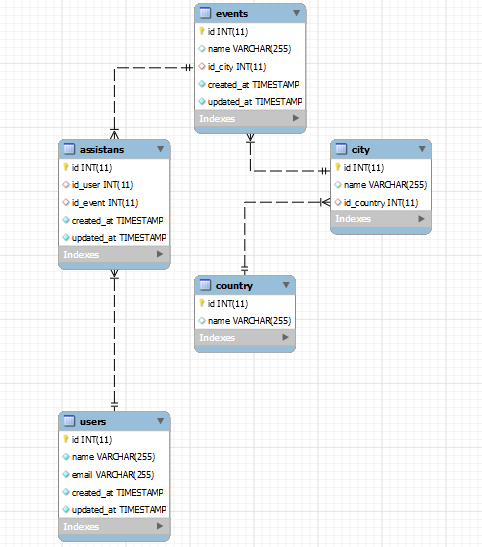 events
id INT(11)
name VARCHAR(255)
id_city INT(11)
created_at TIMESTAMP
updated_at TIMESTAMP
Indexes
assistans
id INT(11)
id_user INT(11)
id_event INT(11)
created_at TIMESTAMP
updated_at TIMESTAMP
Indexes
city
id INT(11)
name VARCHAR(255)
id_country INT(11)
Indexes
country
id INT(11)
name VARCHAR(255)
Indexes
users
id INT(11)
name VARCHAR(255)
email VARCHAR(255)
created_at TIMESTAMP
updated_at TIMESTAMP
Indexes